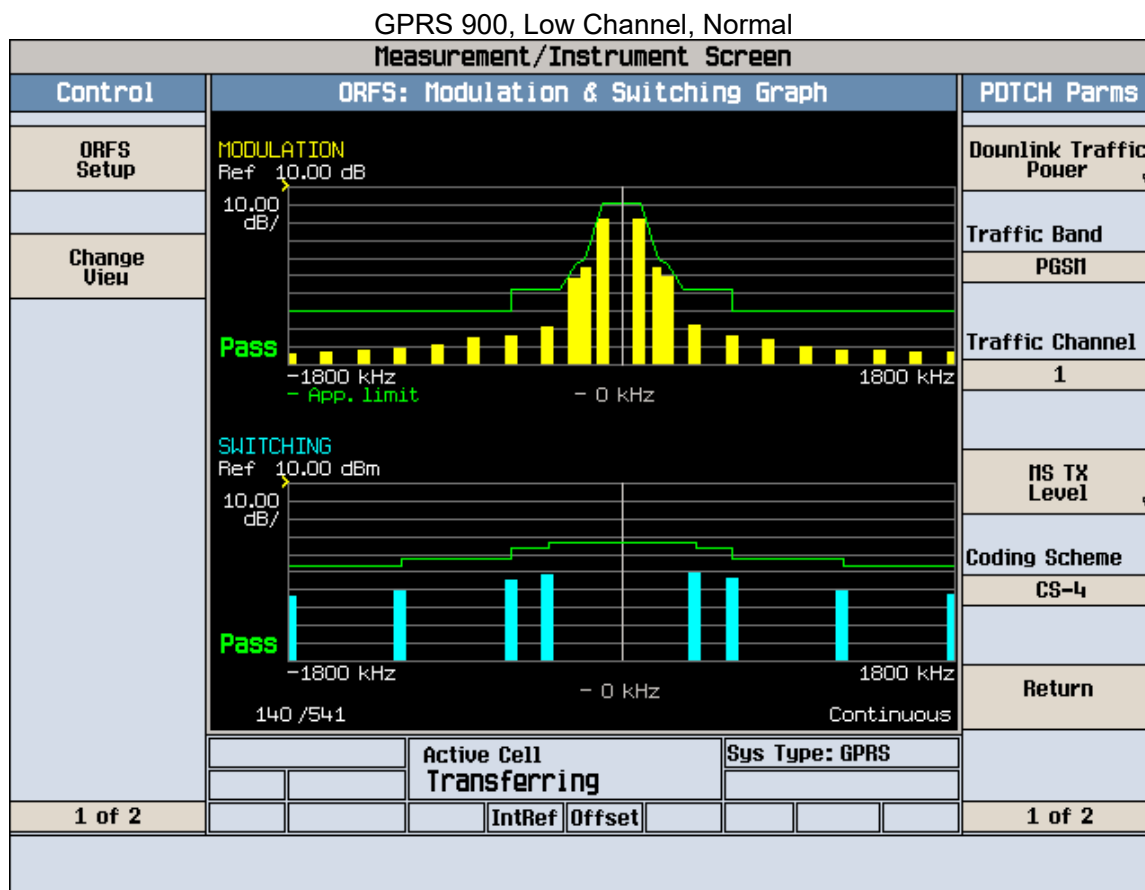 GPRS 900, Low Channel, Normal
Measurement/Instrument Screen
Control
ORFS: Modulation & Switching Graph
PDTCH Parms
ORFS
Setup
Change
View
MODULATION
Ref 10.00 dB
10.00
dB/
Pass
-1800 kHz
1800 kHz
- App. limit
- 0 kHz
SWITCHING
Ref 10.00 dBm
10.00
dB/
Pass
-1800 kHz
1800 kHz
- 0 kHz
140 /541
Continuous
Downlink Traffic
Power
Traffic Band
PGSM
Traffic Channel
1
MS TX
Level
Coding Scheme
CS-4
Return
Active Cell
Transferring
Sys Type: GPRS
IntRef
Offset
1 of 2
1 of 2